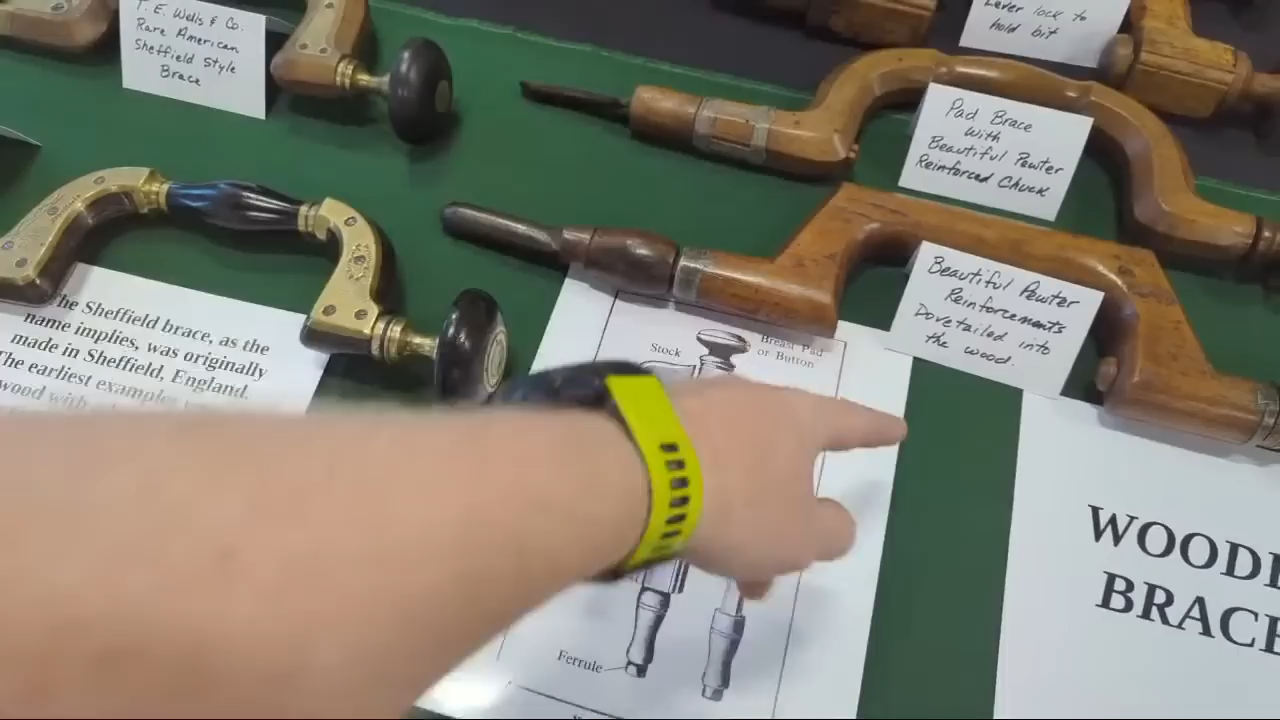 T. E. Wells & Co.
Rare American
Sheffield Style
Brace
Lever lock to
hold bit
Pad Brace
with
Beautiful Pewter
Reinforced Chuck
Beautiful Pewter
Reinforcements
Dovetailed into
the wood.
The Sheffield brace, as the
name implies, was originally
made in Sheffield, England.
The earliest examples
wood
Stock
Breast Pad
or Button
Ferrule
WOOD
BRACE